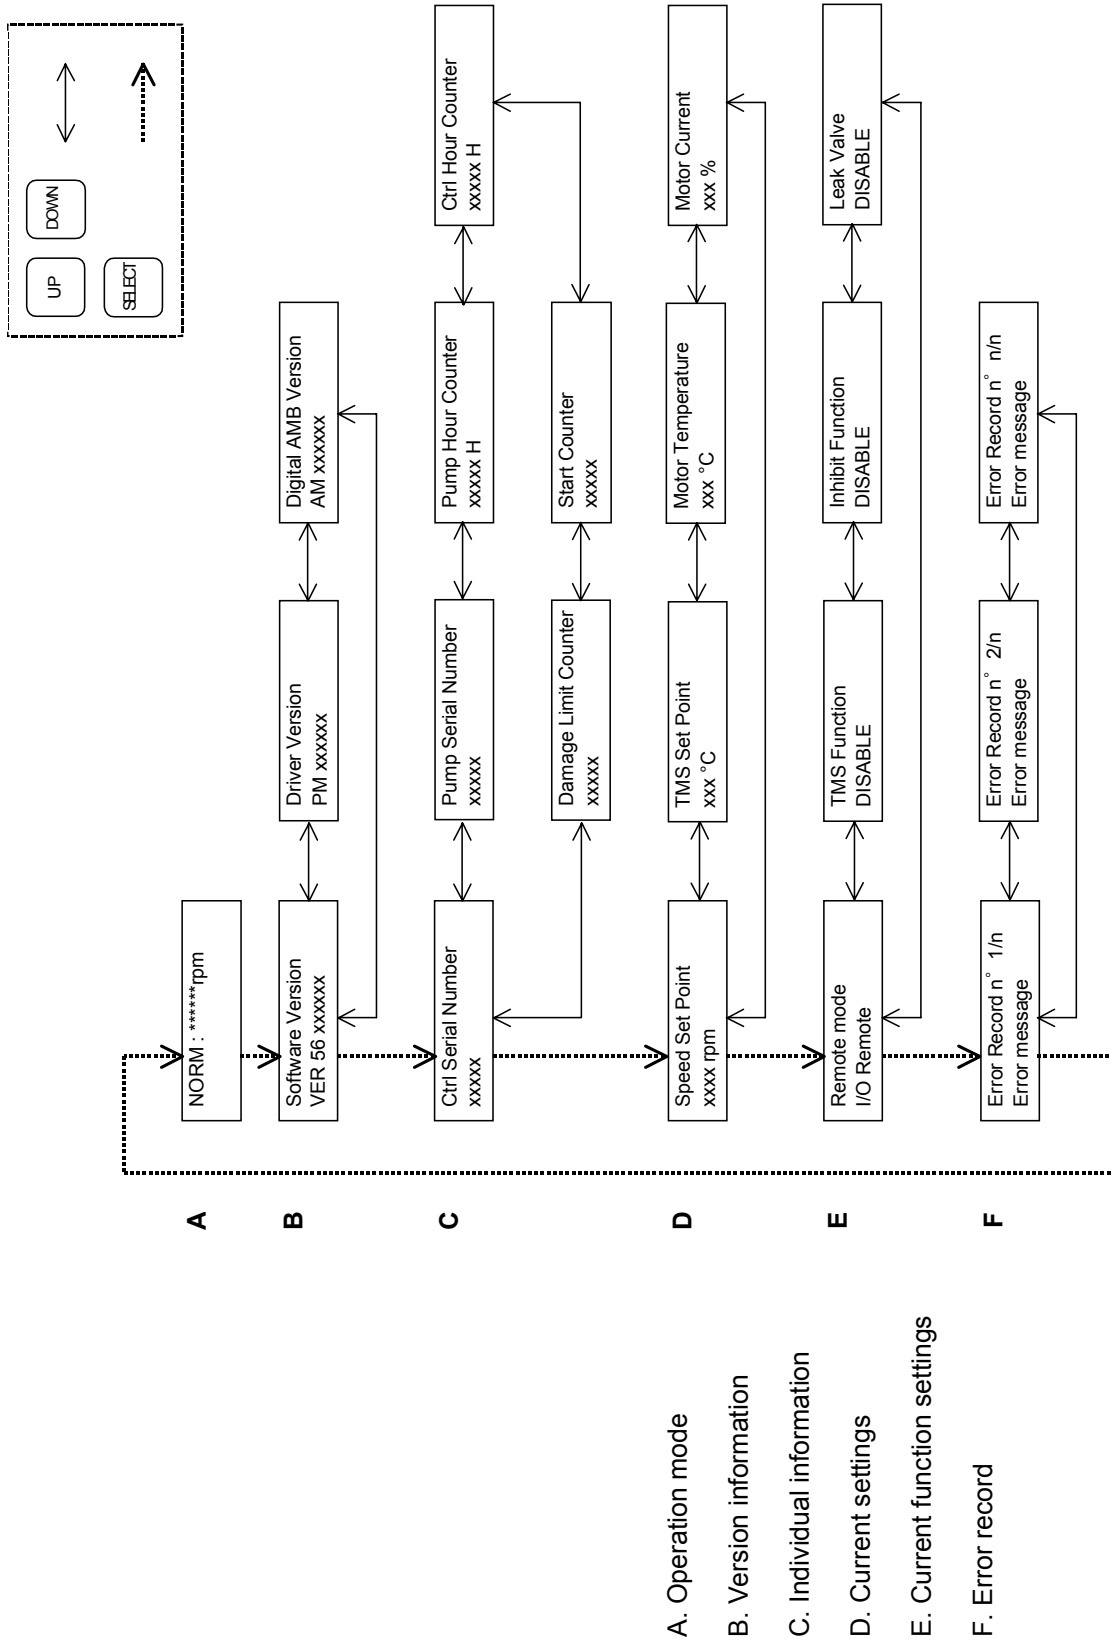 UP
DOWN
SELECT
A
NORM : ******rpm
B
Software Version
VER 56 xxxxxx
Driver Version
PM xxxxxx
Digital AMB Version
AM xxxxxx
C
Ctrl Serial Number
xxxxx
Pump Serial Number
xxxxx
Pump Hour Counter
xxxxx H
Ctrl Hour Counter
xxxxx H
Damage Limit Counter
xxxxx
Start Counter
xxxxx
D
Speed Set Point
xxxx rpm
TMS Set Point
xxx °C
Motor Temperature
xxx °C
Motor Current
xxx %
E
Remote mode
I/O Remote
TMS Function
DISABLE
Inhibit Function
DISABLE
Leak Valve
DISABLE
F
Error Record n° 1/n
Error message
Error Record n° 2/n
Error message
Error Record n° n/n
Error message
A. Operation mode
B. Version information
C. Individual information
D. Current settings
E. Current function settings
F. Error record